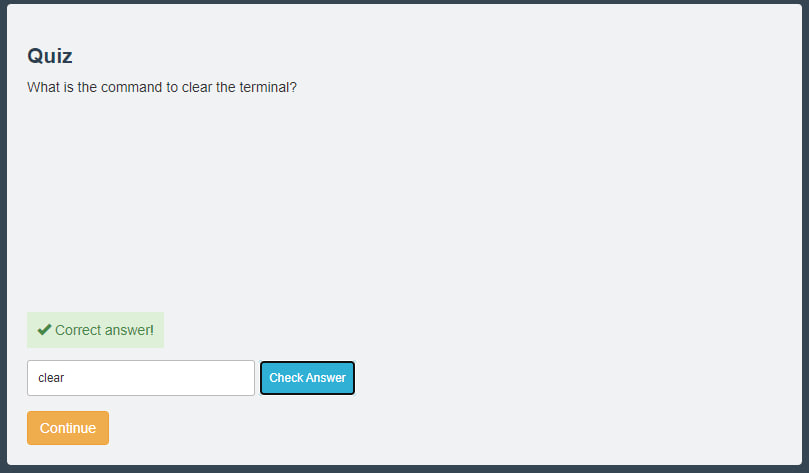 Quiz
What is the command to clear the terminal?
Correct answer!
clear
Check Answer
Continue